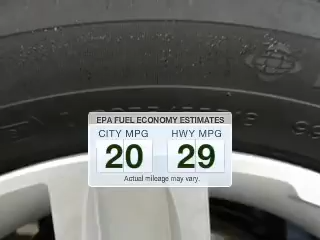 EPA FUEL ECONOMY ESTIMATES
CITY MPG HWY MPG
20 29
Actual mileage may vary.